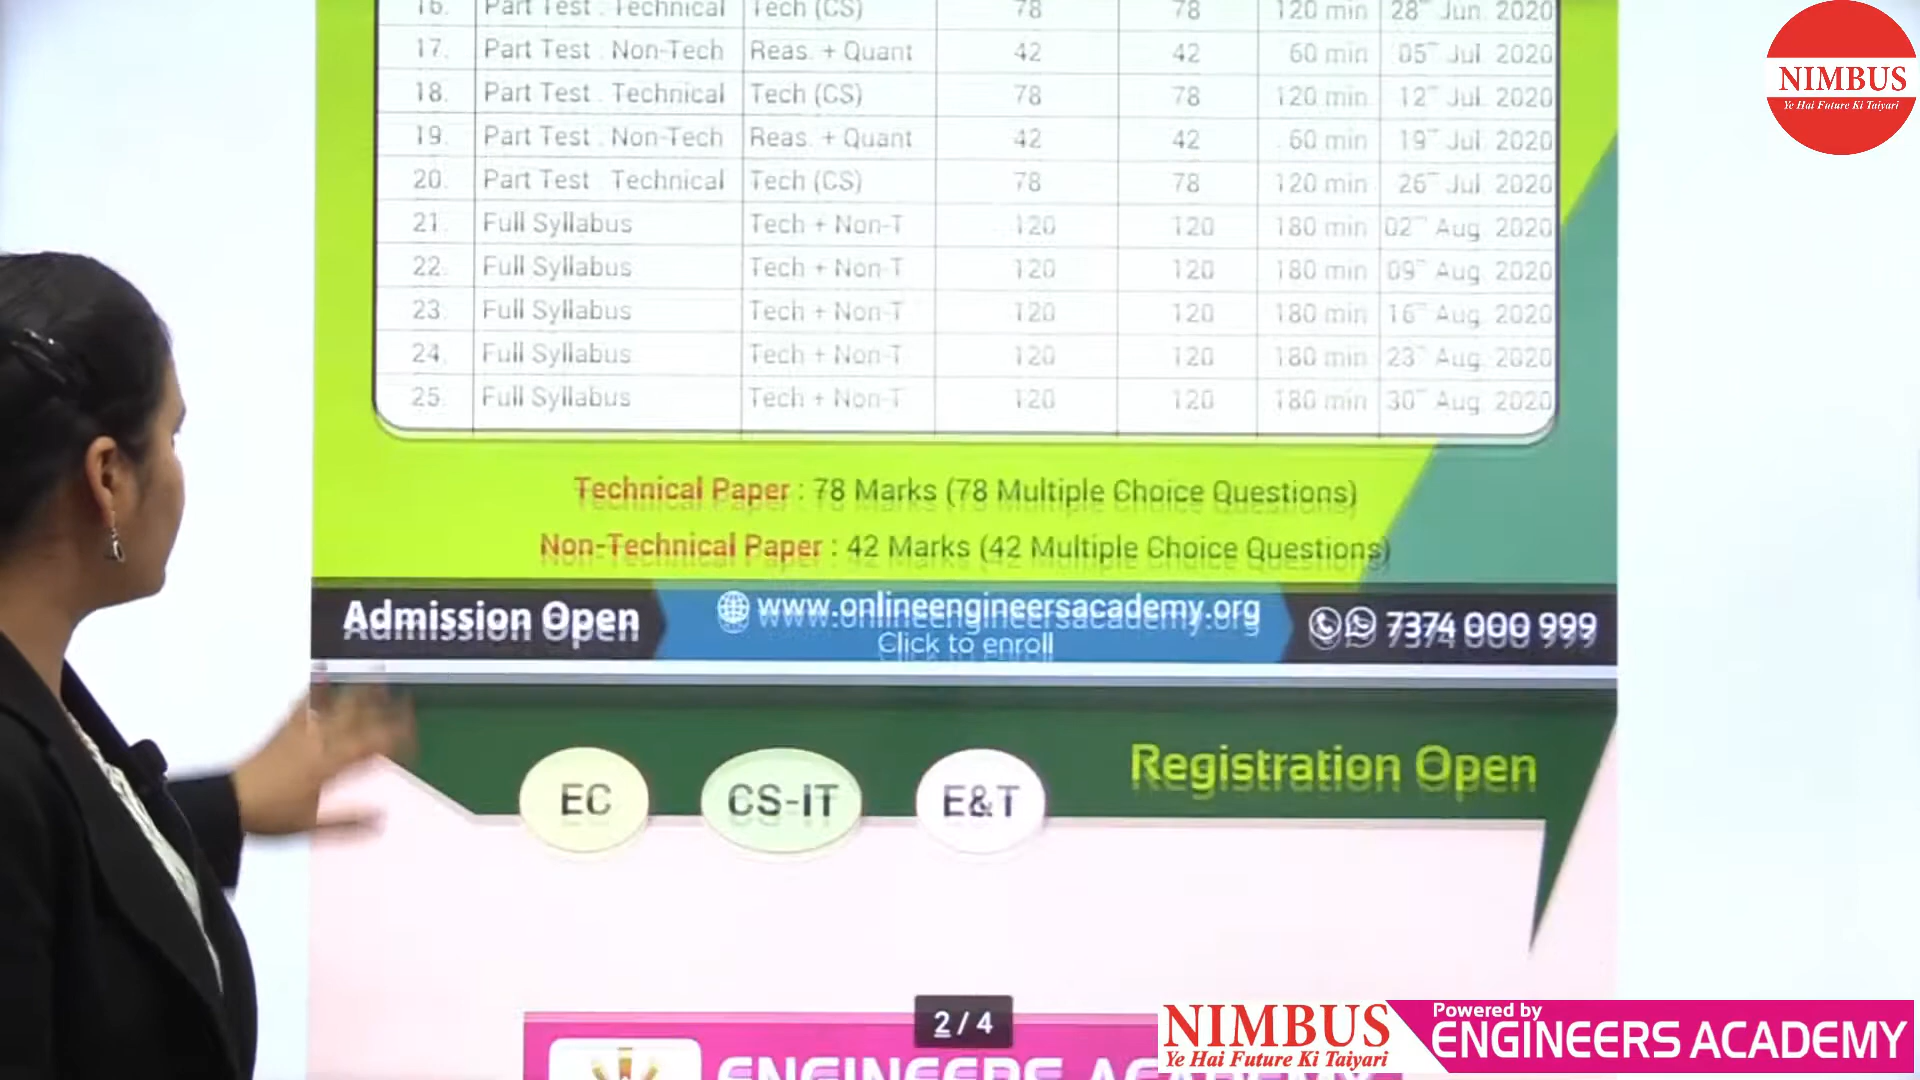 16. Part Test : Technical Tech (CS) 78 78 120 min 28ᵗʰ Jun. 2020
17. Part Test : Non-Tech Reas. + Quant 42 42 60 min 05ᵗʰ Jul. 2020
18. Part Test : Technical Tech (CS) 78 78 120 min 12ᵗʰ Jul. 2020
19. Part Test : Non-Tech Reas. + Quant 42 42 60 min 19ᵗʰ Jul. 2020
20. Part Test : Technical Tech (CS) 78 78 120 min 26ᵗʰ Jul. 2020
21. Full Syllabus Tech + Non-T 120 120 180 min 02ⁿᵈ Aug. 2020
22. Full Syllabus Tech + Non-T 120 120 180 min 09ᵗʰ Aug. 2020
23. Full Syllabus Tech + Non-T 120 120 180 min 16ᵗʰ Aug. 2020
24. Full Syllabus Tech + Non-T 120 120 180 min 23ʳᵈ Aug. 2020
25. Full Syllabus Tech + Non-T 120 120 180 min 30ᵗʰ Aug. 2020
NIMBUS
Ye Hai Future Ki Taiyari
Technical Paper : 78 Marks (78 Multiple Choice Questions)
Non-Technical Paper : 42 Marks (42 Multiple Choice Questions)
Admission Open www.onlineengineersacademy.org 7374 000 999
Click to enroll
Registration Open
EC CS-IT E&T
2 / 4
ENGINEERS ACADEMY
NIMBUS
Ye Hai Future Ki Taiyari
Powered by
ENGINEERS ACADEMY